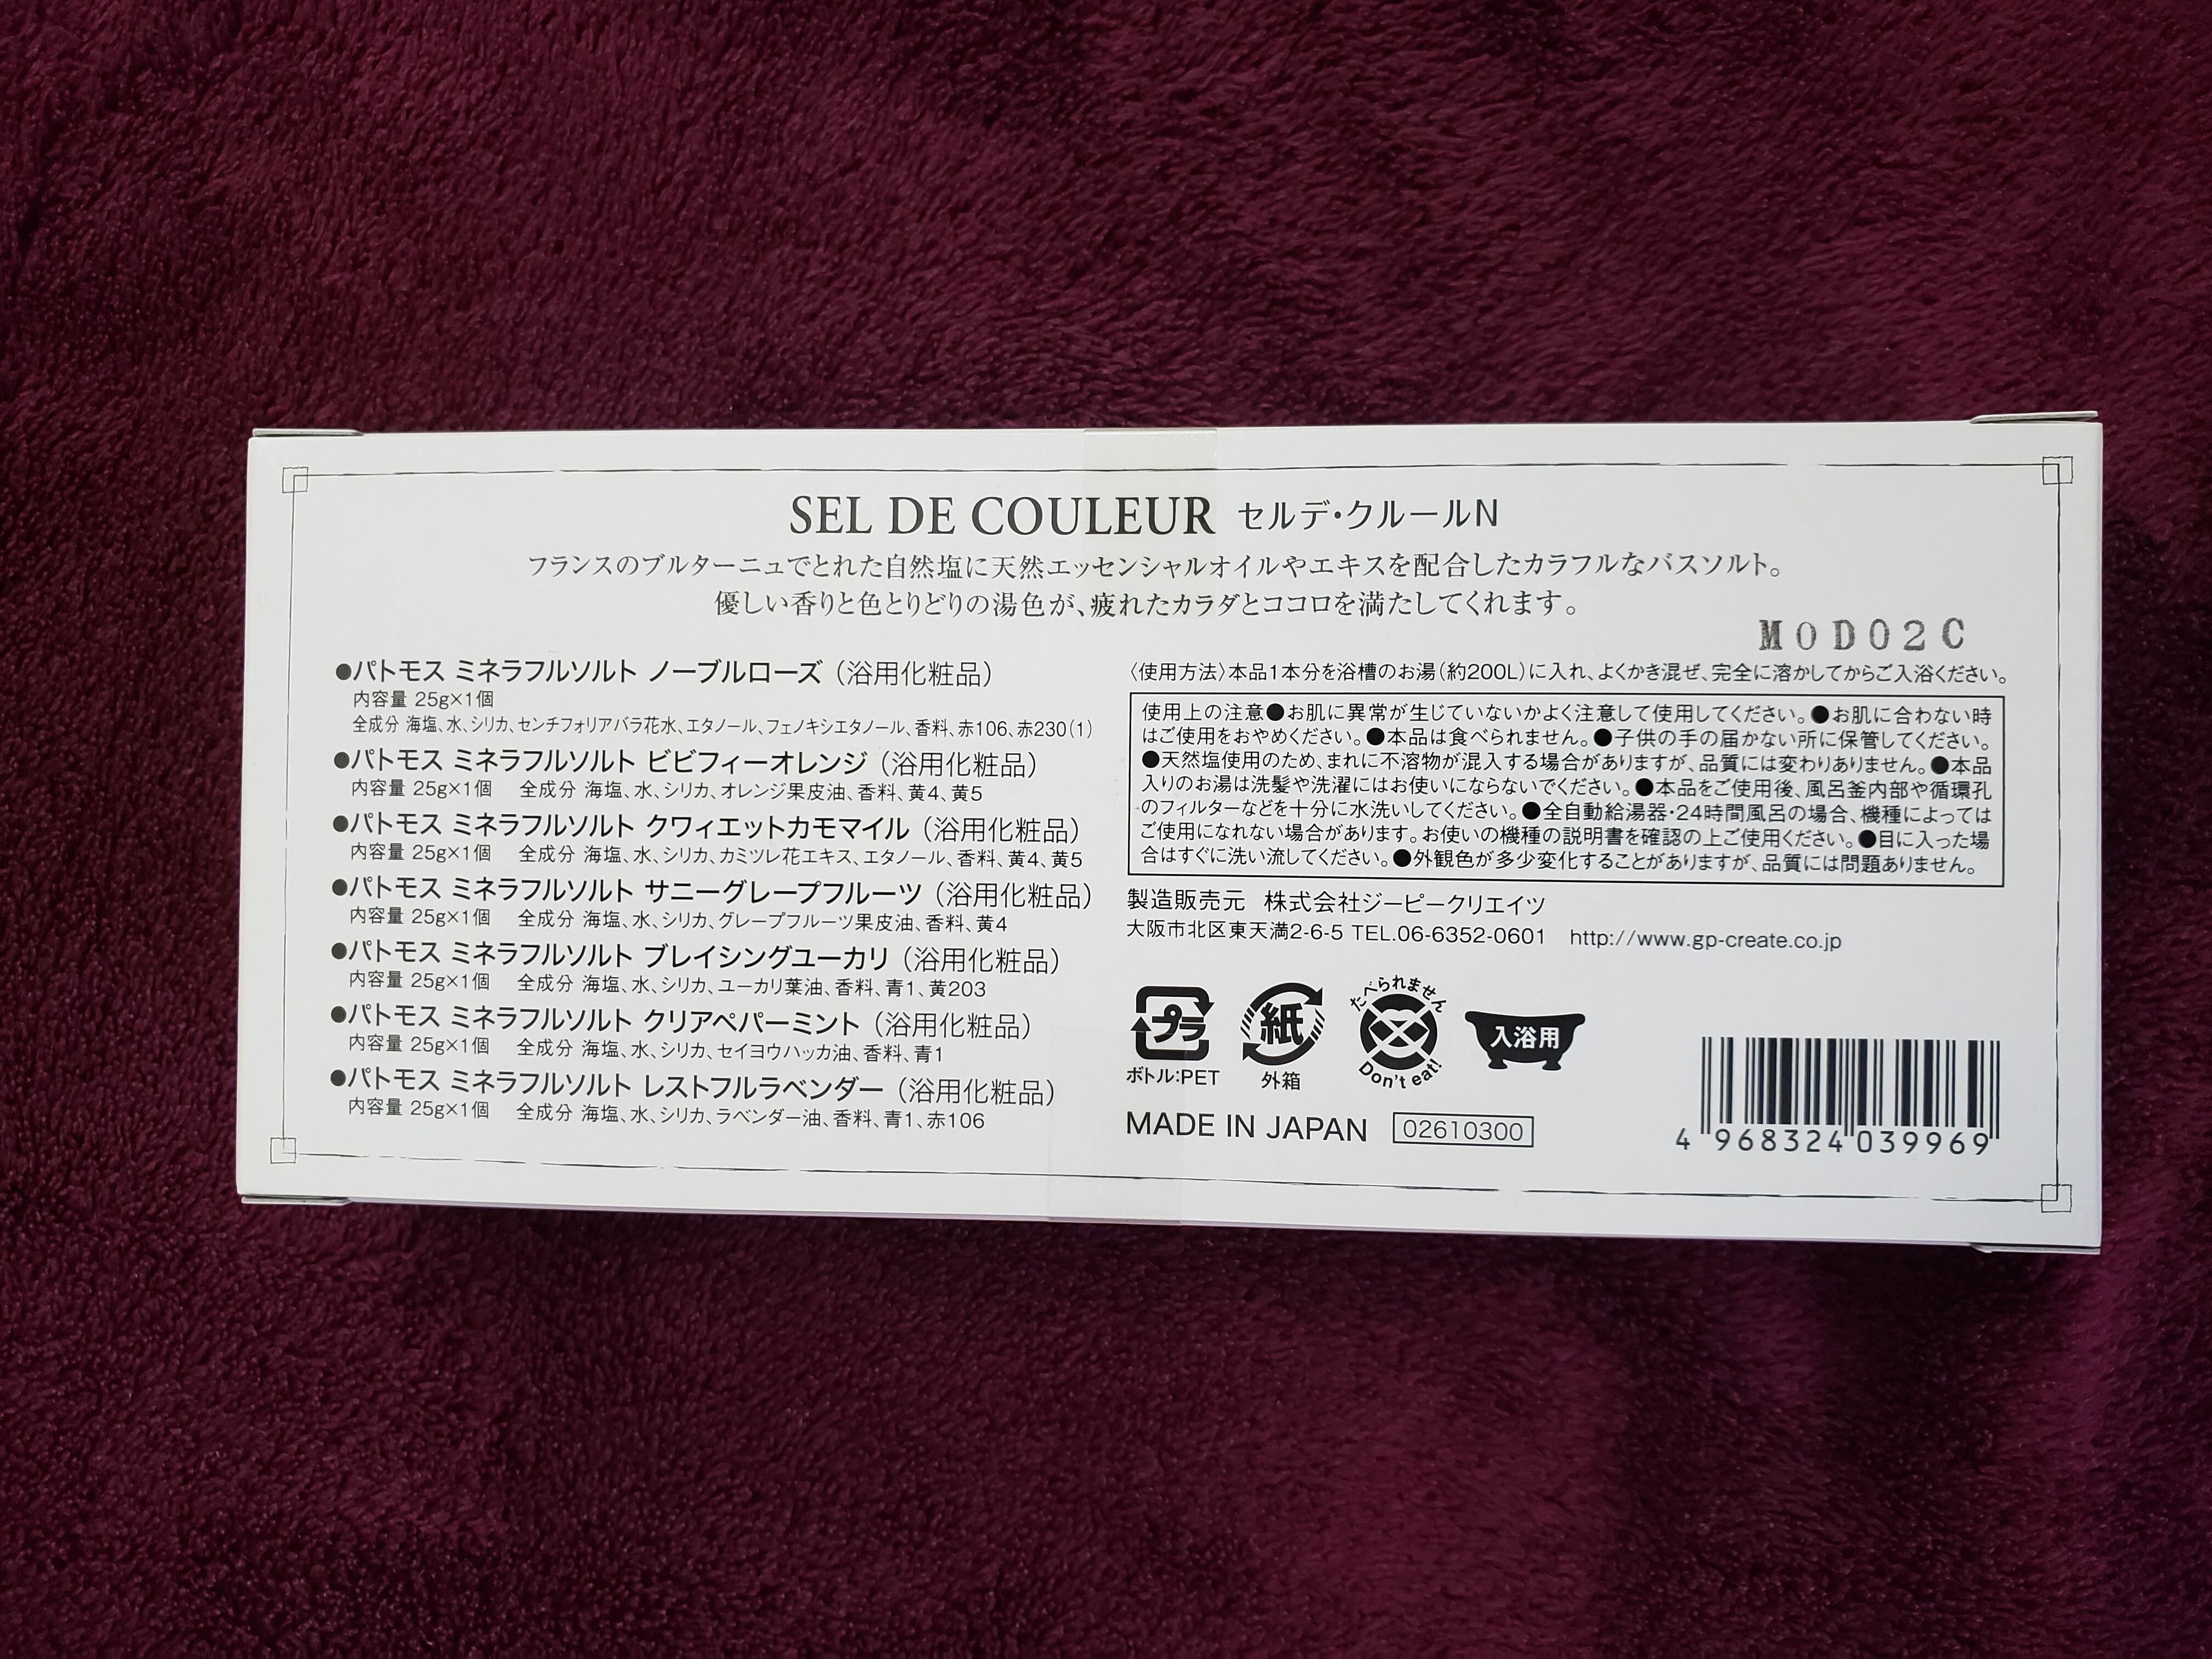 SEL DE COULEUR セルデ・クルールN
フランスのブルターニュでとれた自然塩に天然エッセンシャルオイルやエキスを配合したカラフルなバスソルト。
優しい香りと色とりどりの湯色が、疲れたカラダとココロを満たしてくれます。
M0D02C
●パトモス ミネラフルソルト ノーブルローズ（浴用化粧品）
内容量 25g×1個
全成分 海塩、水、シリカ、センチフォリアバラ花水、エタノール、フェノキシエタノール、香料、赤106、赤230(1)
●パトモス ミネラフルソルト ビビフィーオレンジ（浴用化粧品）
内容量 25g×1個 全成分 海塩、水、シリカ、オレンジ果皮油、香料、黄4、黄5
●パトモス ミネラフルソルト クワィエットカモマイル（浴用化粧品）
内容量 25g×1個 全成分 海塩、水、シリカ、カミツレ花エキス、エタノール、香料、黄4、黄5
●パトモス ミネラフルソルト サニーグレープフルーツ（浴用化粧品）
内容量 25g×1個 全成分 海塩、水、シリカ、グレープフルーツ果皮油、香料、黄4
●パトモス ミネラフルソルト ブレイシングユーカリ（浴用化粧品）
内容量 25g×1個 全成分 海塩、水、シリカ、ユーカリ葉油、香料、青1、黄203
●パトモス ミネラフルソルト クリアペパーミント（浴用化粧品）
内容量 25g×1個 全成分 海塩、水、シリカ、セイヨウハッカ油、香料、青1
●パトモス ミネラフルソルト レストフルラベンダー（浴用化粧品）
内容量 25g×1個 全成分 海塩、水、シリカ、ラベンダー油、香料、青1、赤106
〈使用方法〉本品1本分を浴槽のお湯(約200L)に入れ、よくかき混ぜ、完全に溶かしてからご入浴ください。
使用上の注意●お肌に異常が生じていないかよく注意して使用してください。●お肌に合わない時
はご使用をおやめください。●本品は食べられません。●子供の手の届かない所に保管してください。
●天然塩使用のため、まれに不溶物が混入する場合がありますが、品質には変わりありません。●本品
入りのお湯は洗髪や洗濯にはお使いにならないでください。●本品をご使用後、風呂釜内部や循環孔
のフィルターなどを十分に水洗いしてください。●全自動給湯器・24時間風呂の場合、機種によっては
ご使用になれない場合があります。お使いの機種の説明書を確認の上ご使用ください。●目に入った場
合はすぐに洗い流してください。●外観色が多少変化することがありますが、品質には問題ありません。
製造販売元 株式会社ジーピークリエイツ
大阪市北区東天満2-6-5 TEL.06-6352-0601 http://www.gp-create.co.jp
プラ
ボトル:PET
紙
外箱
たべられません
Don't eat!
入浴用
MADE IN JAPAN 02610300
4 968324 039969